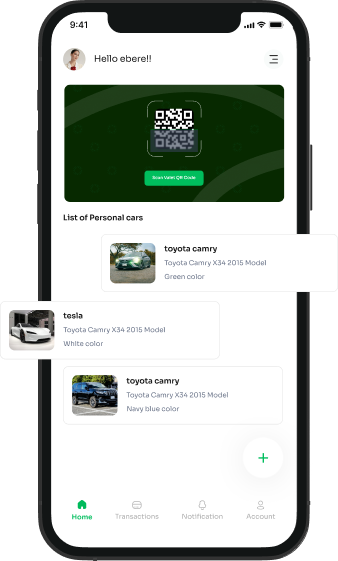 9:41
Hello ebere!!
Scan Valet QR Code
List of Personal cars
toyota camry
Toyota Camry X34 2015 Model
Green color
tesla
Toyota Camry X34 2015 Model
White color
toyota camry
Toyota Camry X34 2015 Model
Navy blue color
+
Home Transactions Notification Account